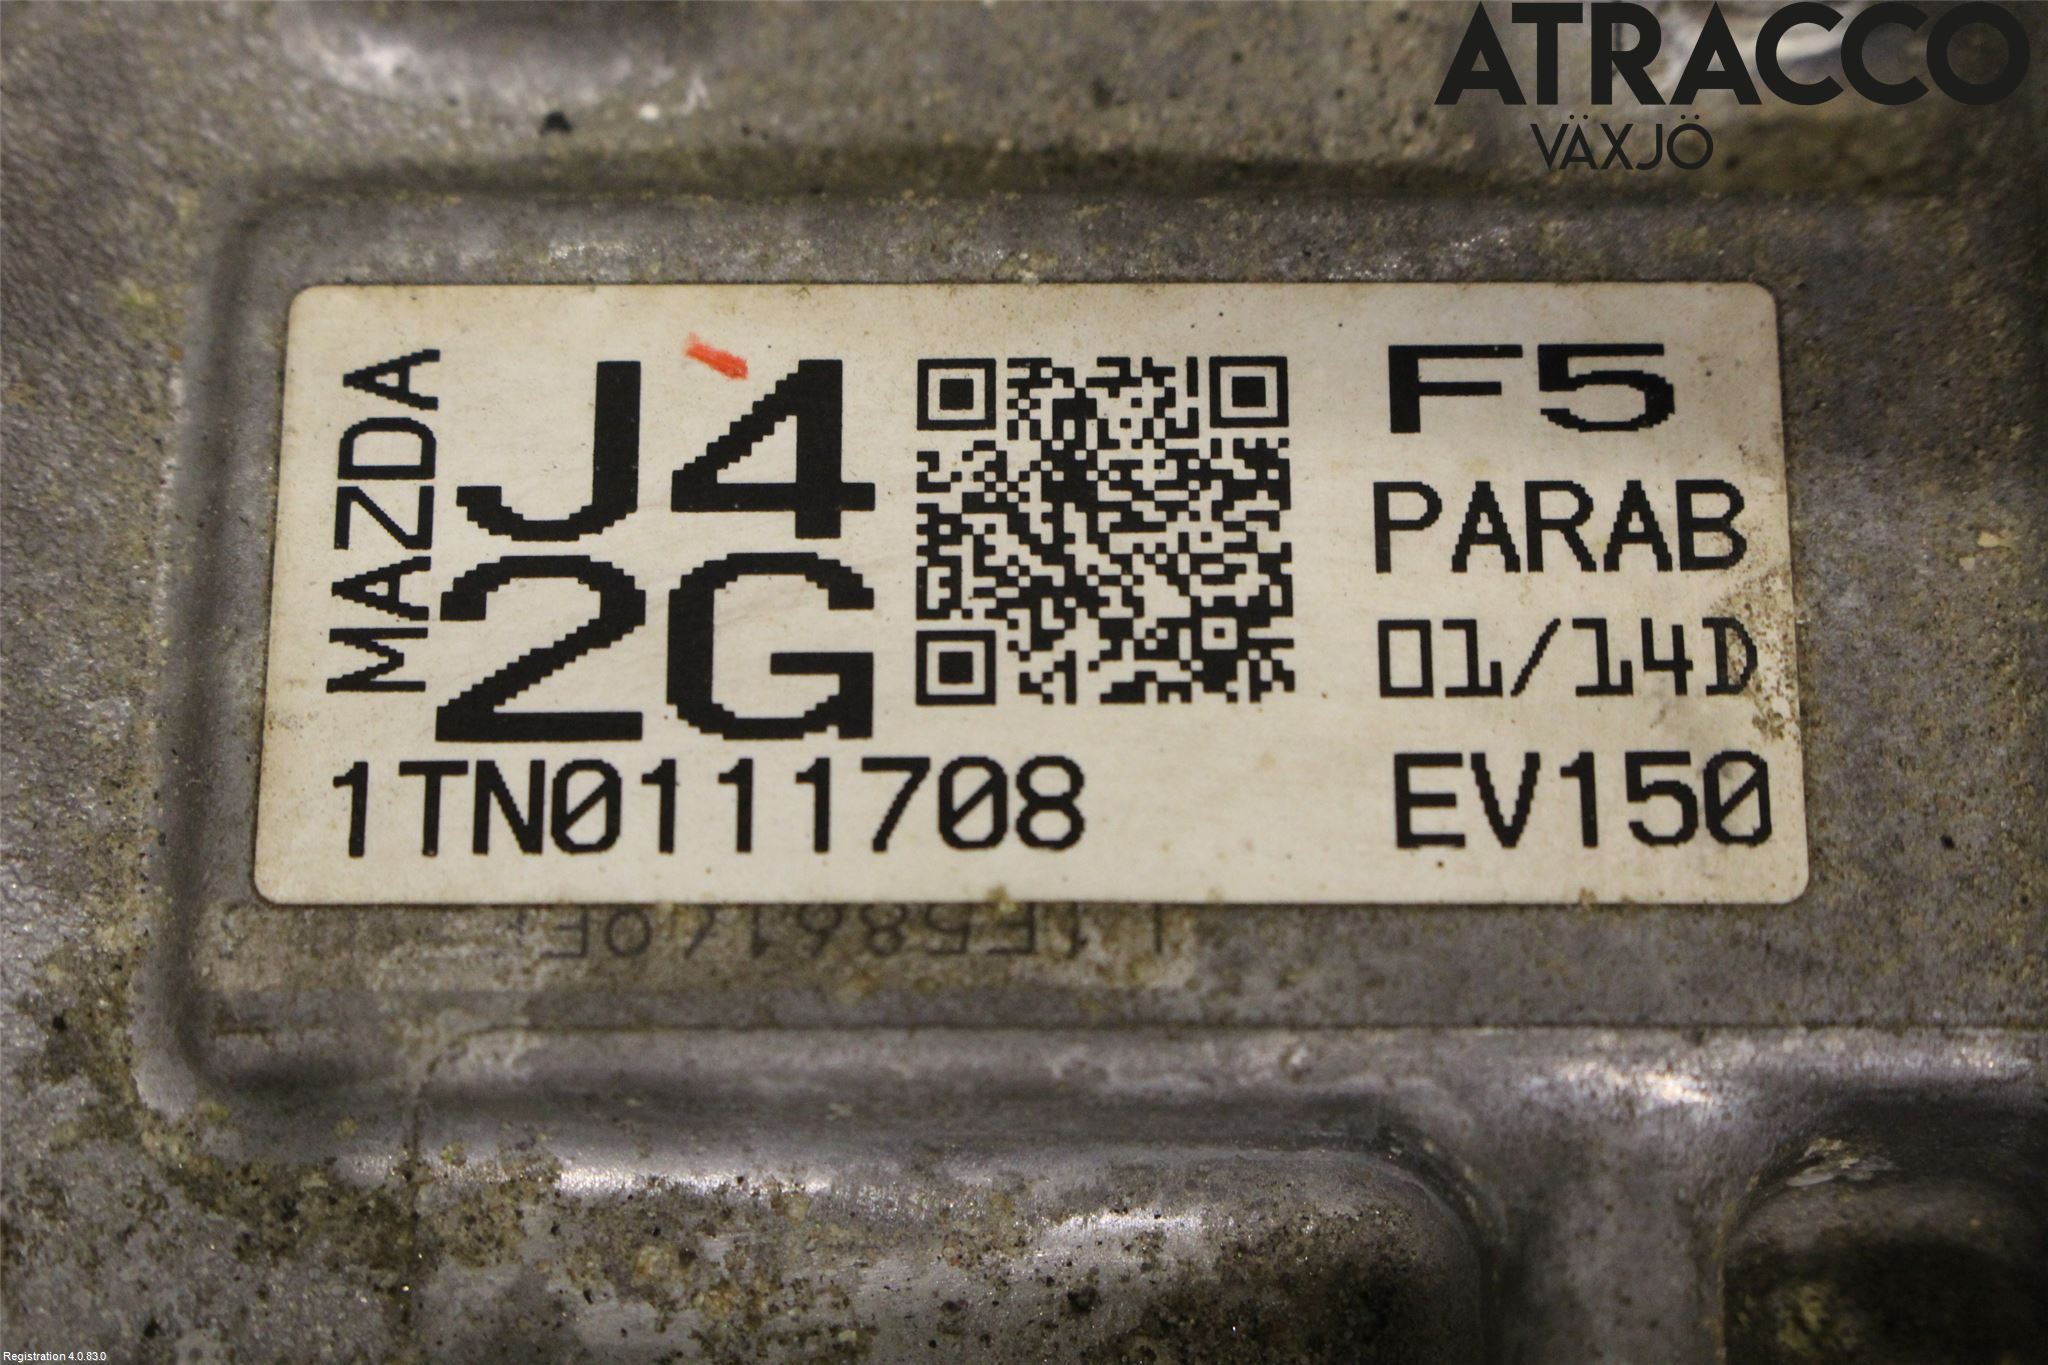 ATRACCO
VÄXJÖ
MAZDA
J4
2G
F5
PARAB
01/14D
1TN0111708
EV150
Registration 4.0.83.0